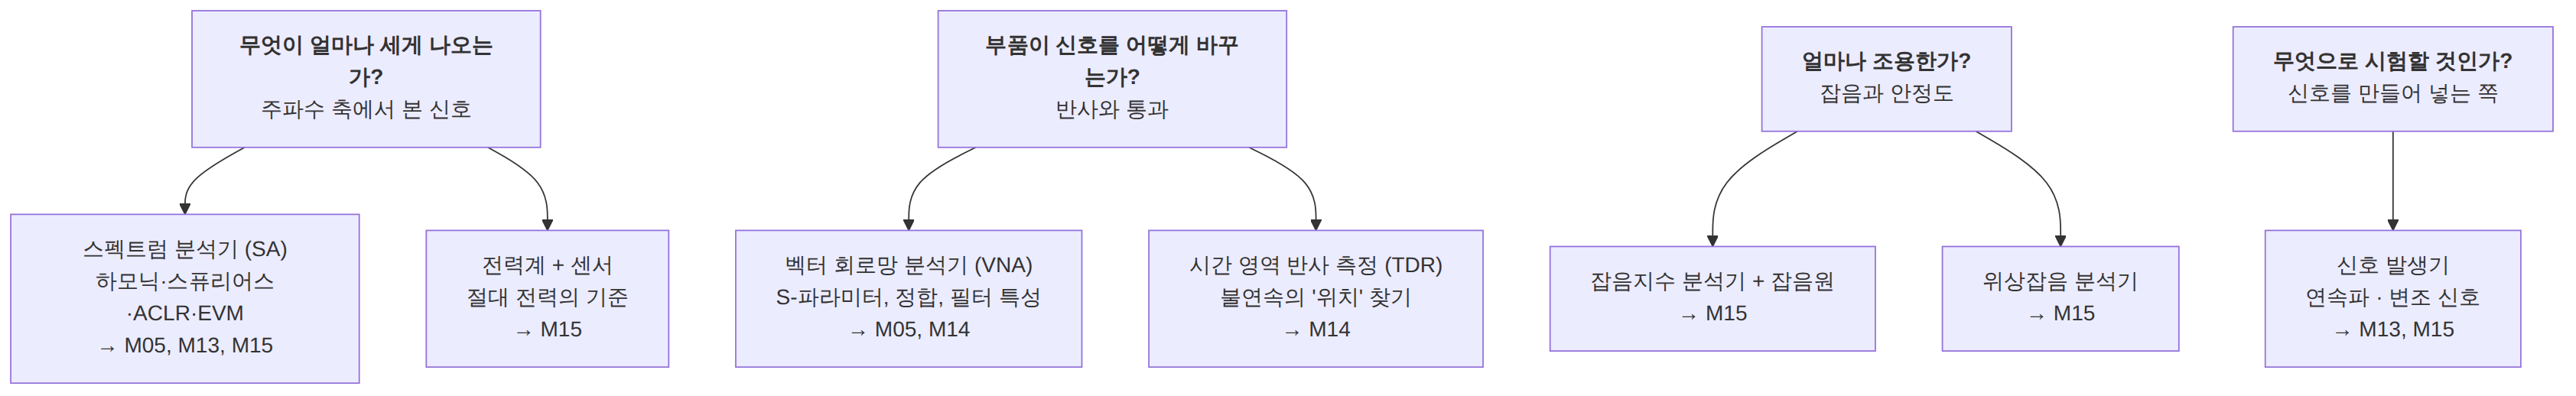 무엇이 얼마나 세게 나오는
가?
주파수 축에서 본 신호
부품이 신호를 어떻게 바꾸
는가?
반사와 통과
얼마나 조용한가?
잡음과 안정도
무엇으로 시험할 것인가?
신호를 만들어 넣는 쪽
스펙트럼 분석기 (SA)
하모닉·스퓨리어스
·ACLR·EVM
→ M05, M13, M15
전력계 + 센서
절대 전력의 기준
→ M15
벡터 회로망 분석기 (VNA)
S-파라미터, 정합, 필터 특성
→ M05, M14
시간 영역 반사 측정 (TDR)
불연속의 '위치' 찾기
→ M14
잡음지수 분석기 + 잡음원
→ M15
위상잡음 분석기
→ M15
신호 발생기
연속파 · 변조 신호
→ M13, M15